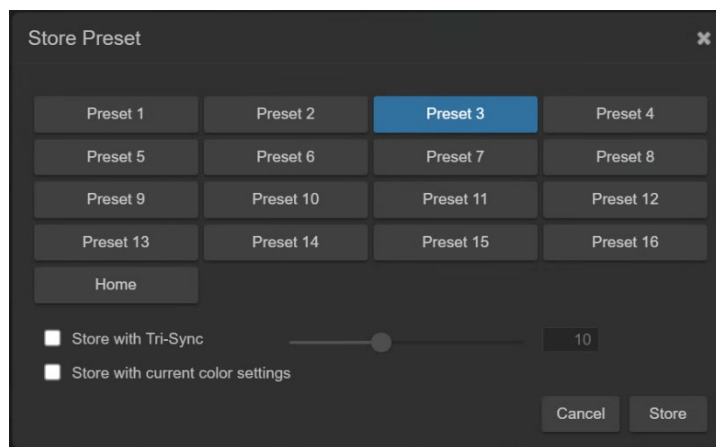 Store Preset ✖
Preset 1 Preset 2 Preset 3 Preset 4
Preset 5 Preset 6 Preset 7 Preset 8
Preset 9 Preset 10 Preset 11 Preset 12
Preset 13 Preset 14 Preset 15 Preset 16
Home
Store with Tri-Sync 10
Store with current color settings
Cancel Store